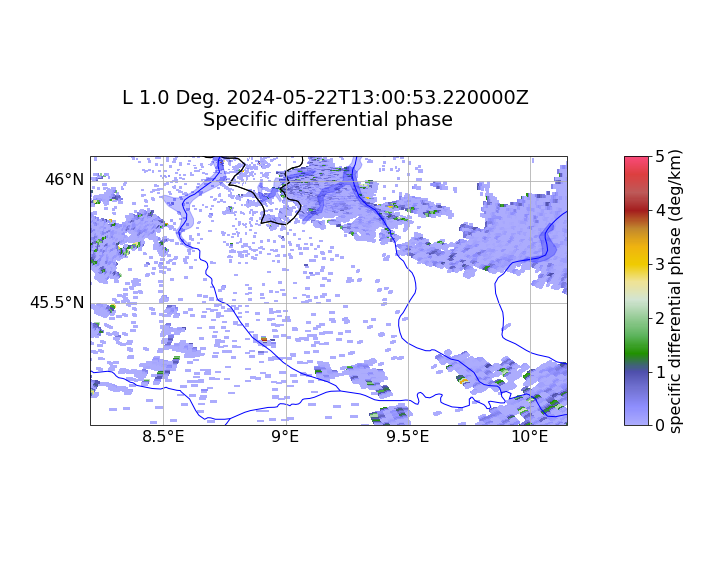 L 1.0 Deg. 2024-05-22T13:00:53.220000Z
Specific differential phase
46°N
45.5°N
8.5°E
9°E
9.5°E
10°E
5
4
3
2
1
0
specific differential phase (deg/km)